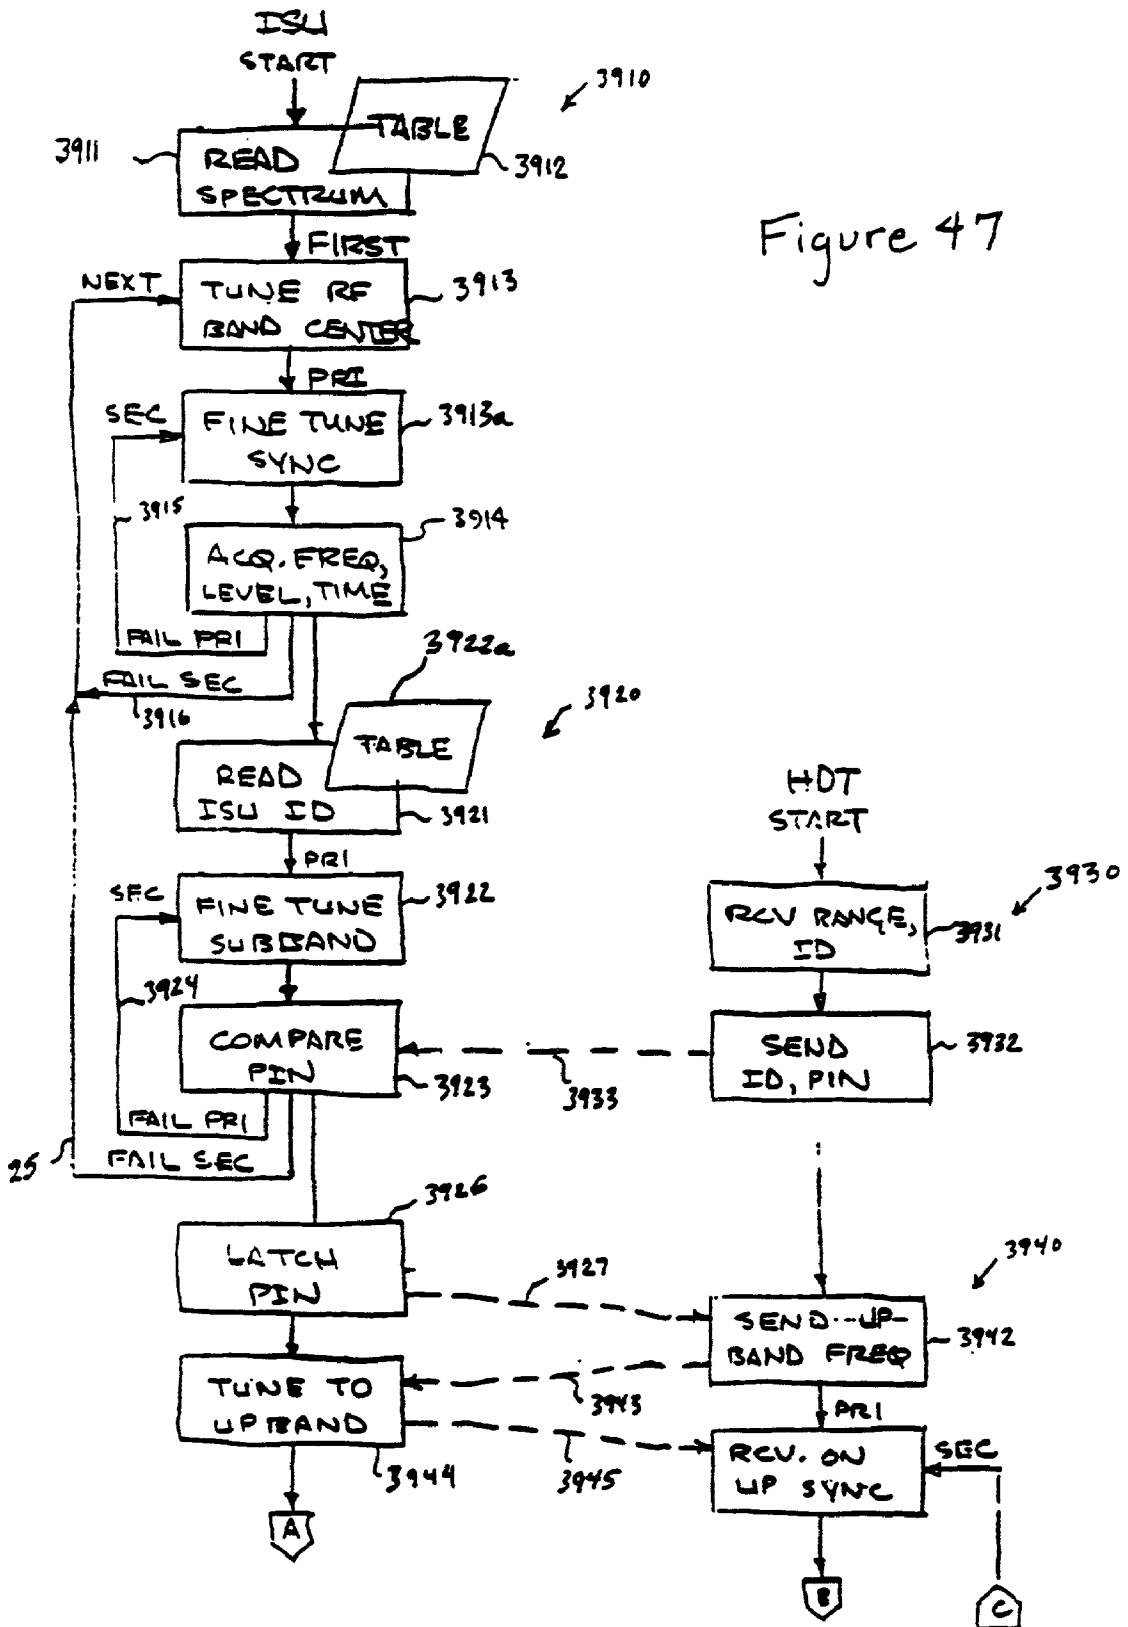 ISU
START
3910
TABLE
3911
READ
SPECTRUM
3912
FIRST
Figure 47
NEXT
TUNE RF
BAND CENTER
3913
PRI
SEC
FINE TUNE
SYNC
3913a
3915
3914
ACQ. FREQ,
LEVEL, TIME
FAIL PRI
FAIL SEC
3916
3922a
3920
TABLE
READ
ISU ID
3921
HDT
START
PRI
SEC
FINE TUNE
SUBBAND
3922
3930
RCV RANGE,
ID
3931
3924
COMPARE
PIN
3923
3933
SEND
ID, PIN
3932
FAIL PRI
FAIL SEC
25
3926
LATCH
PIN
3927
3940
SEND UP-
BAND FREQ
3942
TUNE TO
UPBAND
3943
PRI
3944
3945
RCV. ON
UP SYNC
SEC
A
B
C